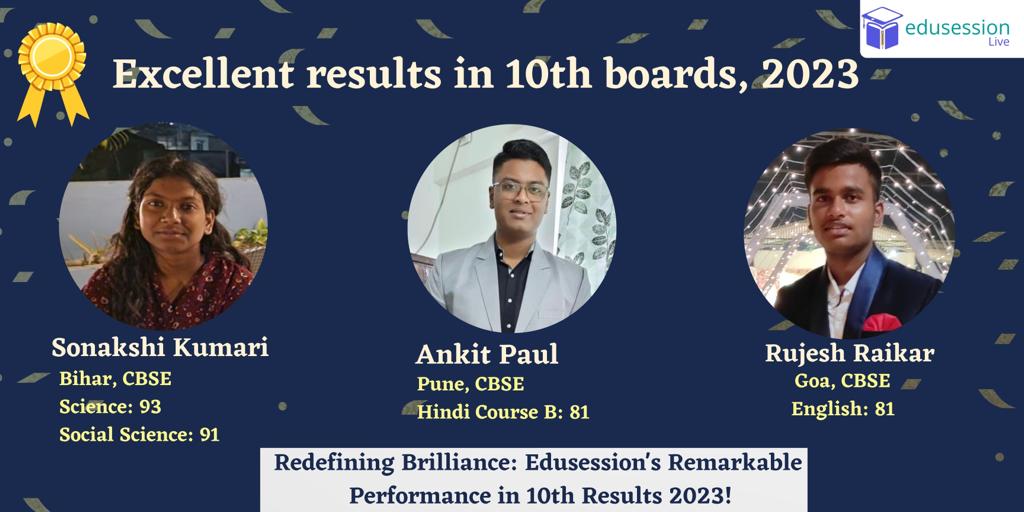 edusession
Live
Excellent results in 10th boards, 2023
Sonakshi Kumari
Bihar, CBSE
Science: 93
Social Science: 91
Ankit Paul
Pune, CBSE
Hindi Course B: 81
Rujesh Raikar
Goa, CBSE
English: 81
Redefining Brilliance: Edusession's Remarkable
Performance in 10th Results 2023!